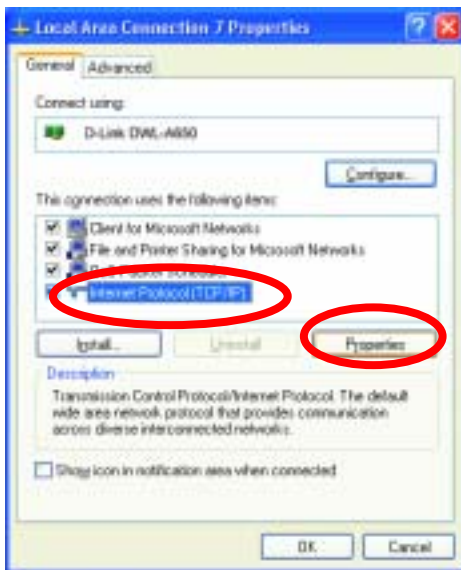 Local Area Connection 7 Properties
General Advanced
Connect using:
D-Link DWL-A650
Configure...
This connection uses the following items:
Client for Microsoft Networks
File and Printer Sharing for Microsoft Networks
Scheduler
Internet Protocol (TCP/IP)
Install... Uninstall Properties
Description
Transmission Control Protocol/Internet Protocol. The default
wide area network protocol that provides communication
across diverse interconnected networks.
Show icon in notification area when connected
OK Cancel